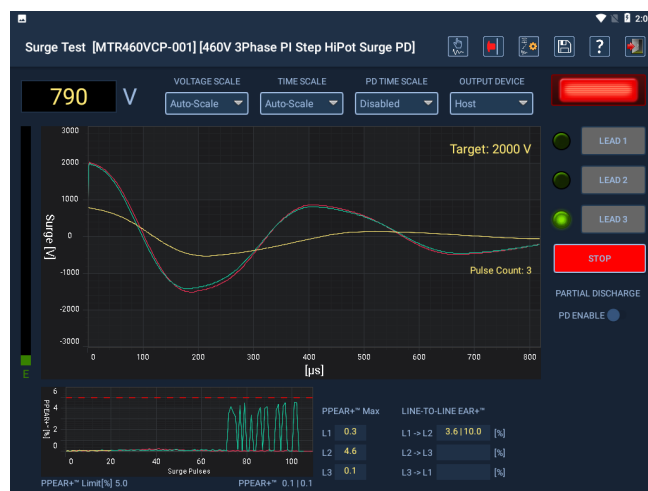 2:0
Surge Test [MTR460VCP-001] [460V 3Phase PI Step HiPot Surge PD]
?
790 V
VOLTAGE SCALE TIME SCALE PD TIME SCALE OUTPUT DEVICE
Auto-Scale Auto-Scale Disabled Host
Target: 2000 V
Surge [V]
3000
2000
1000
0
-1000
-2000
-3000
Pulse Count: 3
0 100 200 300 400 500 600 700 800
[µs]
E
LEAD 1
LEAD 2
LEAD 3
STOP
PARTIAL DISCHARGE
PD ENABLE
PPEAR+™ [%]
6
4
2
0
0 20 40 60 80 100
Surge Pulses
PPEAR+™ Limit[%] 5.0 PPEAR+™ 0.1|0.1
PPEAR+™ Max LINE-TO-LINE EAR+™
L1 0.3 L1 -> L2 3.6|10.0 [%]
L2 4.6 L2 -> L3 [%]
L3 0.1 L3 -> L1 [%]